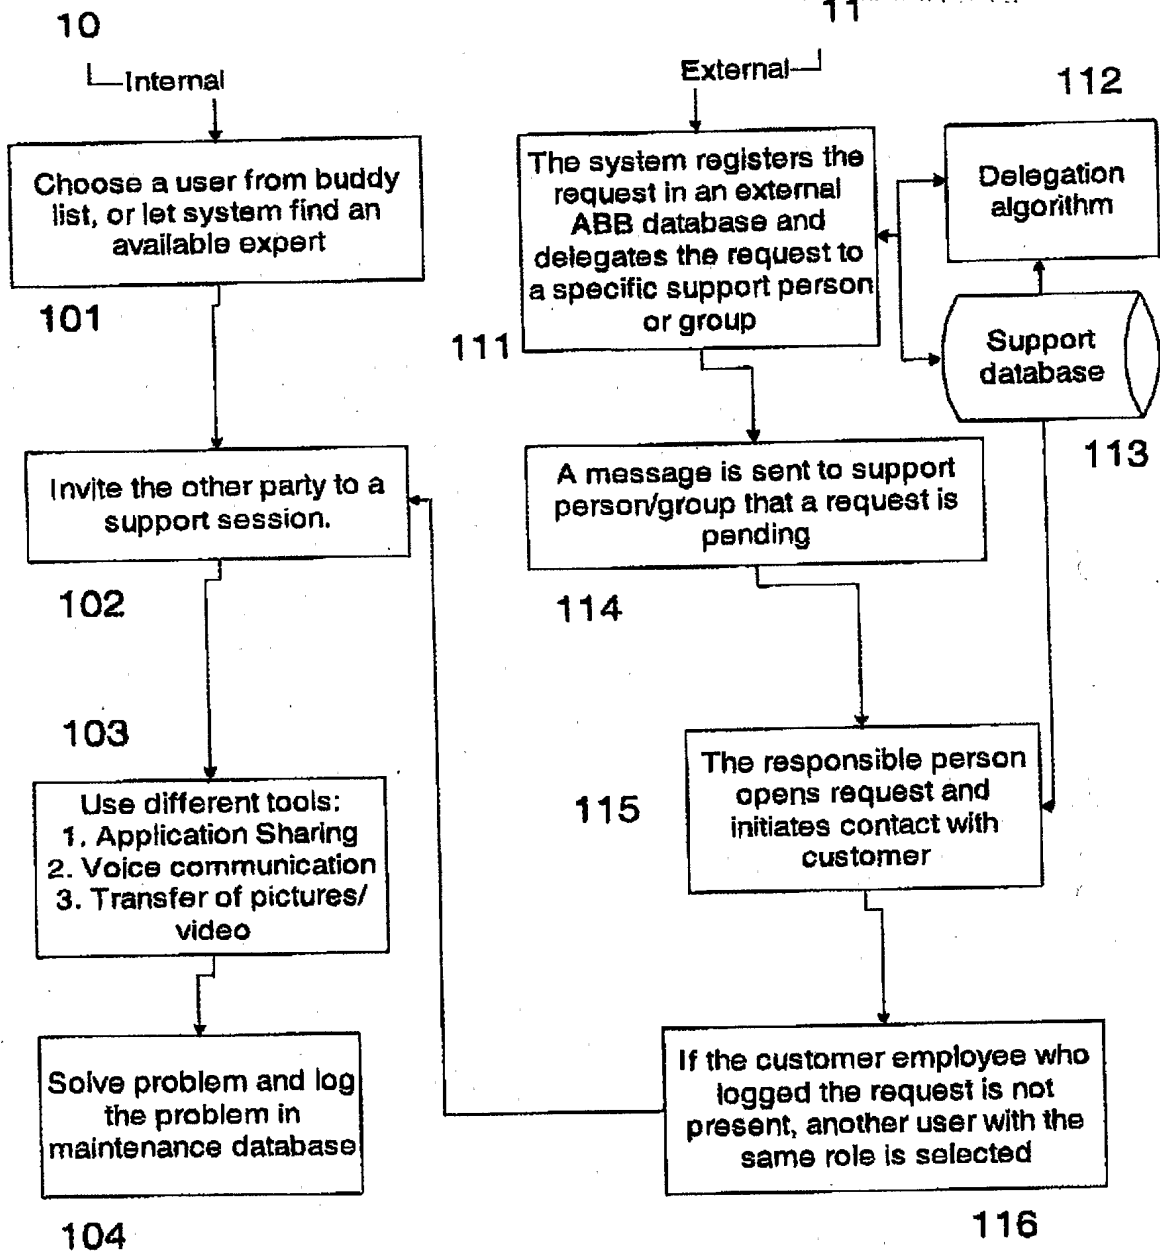 10
Internal
Choose a user from buddy
list, or let system find an
available expert
101
Invite the other party to a
support session.
102
103
Use different tools:
1. Application Sharing
2. Voice communication
3. Transfer of pictures/
video
Solve problem and log
the problem in
maintenance database
104
11
External
The system registers the
request in an external
ABB database and
delegates the request to
a specific support person
or group
111
112
Delegation
algorithm
Support
database
113
A message is sent to support
person/group that a request is
pending
114
The responsible person
opens request and
initiates contact with
customer
115
If the customer employee who
logged the request is not
present, another user with the
same role is selected
116